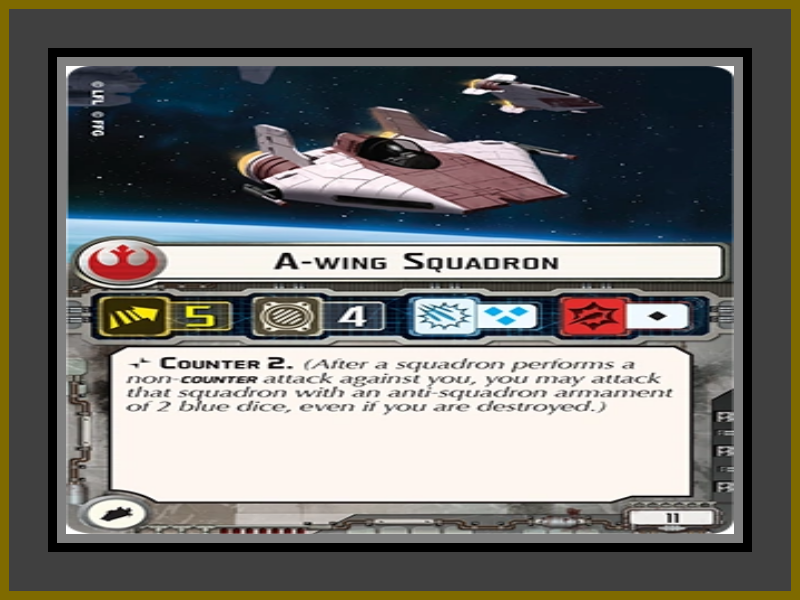 © LFL © FFG
A-wing Squadron
5 4
Counter 2. (After a squadron performs a
non-counter attack against you, you may attack
that squadron with an anti-squadron armament
of 2 blue dice, even if you are destroyed.)
11